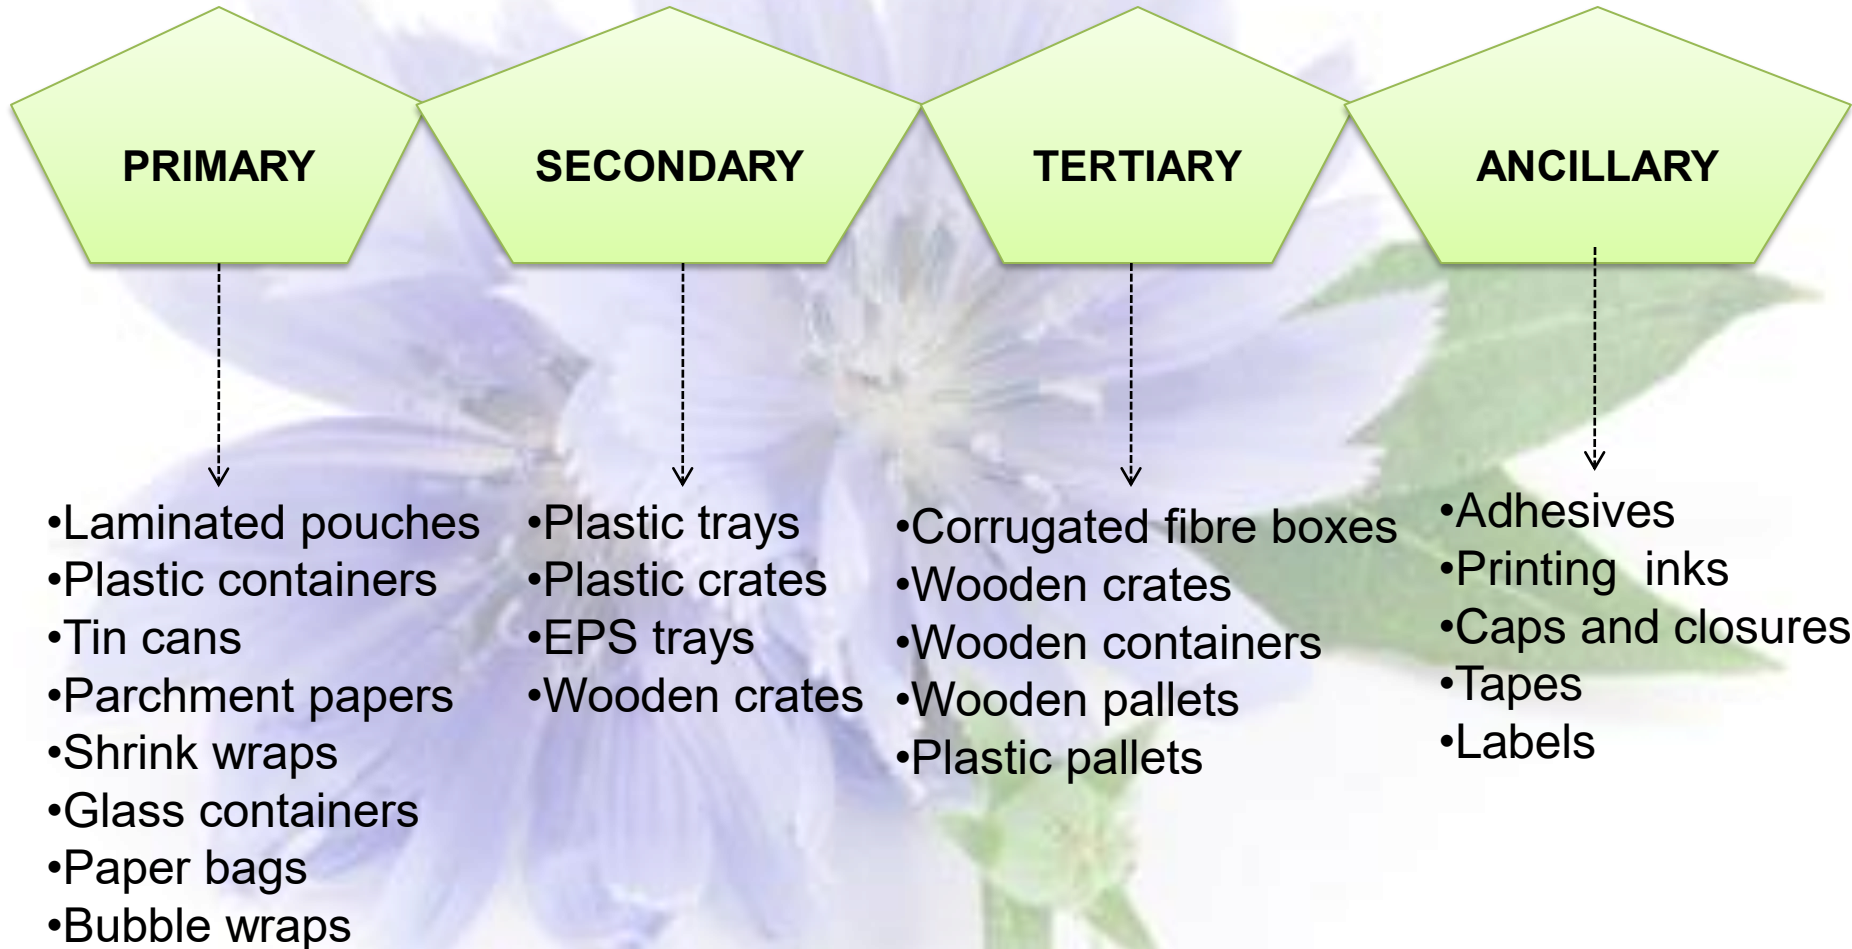 PRIMARY
SECONDARY
TERTIARY
ANCILLARY
•Laminated pouches
•Plastic containers
•Tin cans
•Parchment papers
•Shrink wraps
•Glass containers
•Paper bags
•Bubble wraps
•Plastic trays
•Plastic crates
•EPS trays
•Wooden crates
•Corrugated fibre boxes
•Wooden crates
•Wooden containers
•Wooden pallets
•Plastic pallets
•Adhesives
•Printing inks
•Caps and closures
•Tapes
•Labels